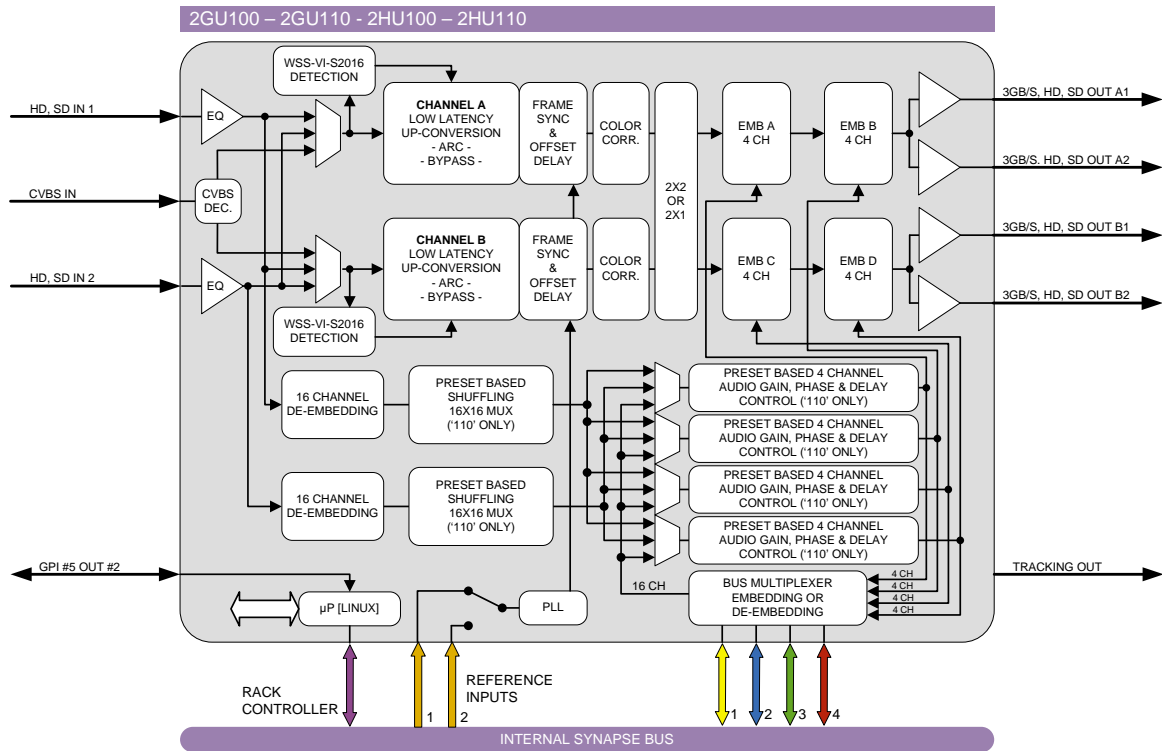 2GU100 – 2GU110 - 2HU100 – 2HU110
WSS-VI-S2016
DETECTION
HD, SD IN 1
EQ
CHANNEL A
LOW LATENCY
UP-CONVERSION
- ARC -
- BYPASS -
FRAME
SYNC
&
OFFSET
DELAY
COLOR
CORR.
2X2
OR
2X1
EMB A
4 CH
EMB B
4 CH
3GB/S, HD, SD OUT A1
3GB/S. HD, SD OUT A2
CVBS IN
CVBS
DEC.
HD, SD IN 2
EQ
CHANNEL B
LOW LATENCY
UP-CONVERSION
- ARC -
- BYPASS -
FRAME
SYNC
&
OFFSET
DELAY
COLOR
CORR.
EMB C
4 CH
EMB D
4 CH
3GB/S, HD, SD OUT B1
3GB/S, HD, SD OUT B2
WSS-VI-S2016
DETECTION
16 CHANNEL
DE-EMBEDDING
PRESET BASED
SHUFFLING
16X16 MUX
(‘110’ ONLY)
PRESET BASED 4 CHANNEL
AUDIO GAIN, PHASE & DELAY
CONTROL (‘110’ ONLY)
PRESET BASED 4 CHANNEL
AUDIO GAIN, PHASE & DELAY
CONTROL (‘110’ ONLY)
16 CHANNEL
DE-EMBEDDING
PRESET BASED
SHUFFLING
16X16 MUX
(‘110’ ONLY)
PRESET BASED 4 CHANNEL
AUDIO GAIN, PHASE & DELAY
CONTROL (‘110’ ONLY)
PRESET BASED 4 CHANNEL
AUDIO GAIN, PHASE & DELAY
CONTROL (‘110’ ONLY)
GPI #5 OUT #2
TRACKING OUT
µP [LINUX]
PLL
16 CH
BUS MULTIPLEXER
EMBEDDING OR
DE-EMBEDDING
4 CH
4 CH
4 CH
4 CH
RACK
CONTROLLER
REFERENCE
INPUTS
1
2
1
2
3
4
INTERNAL SYNAPSE BUS